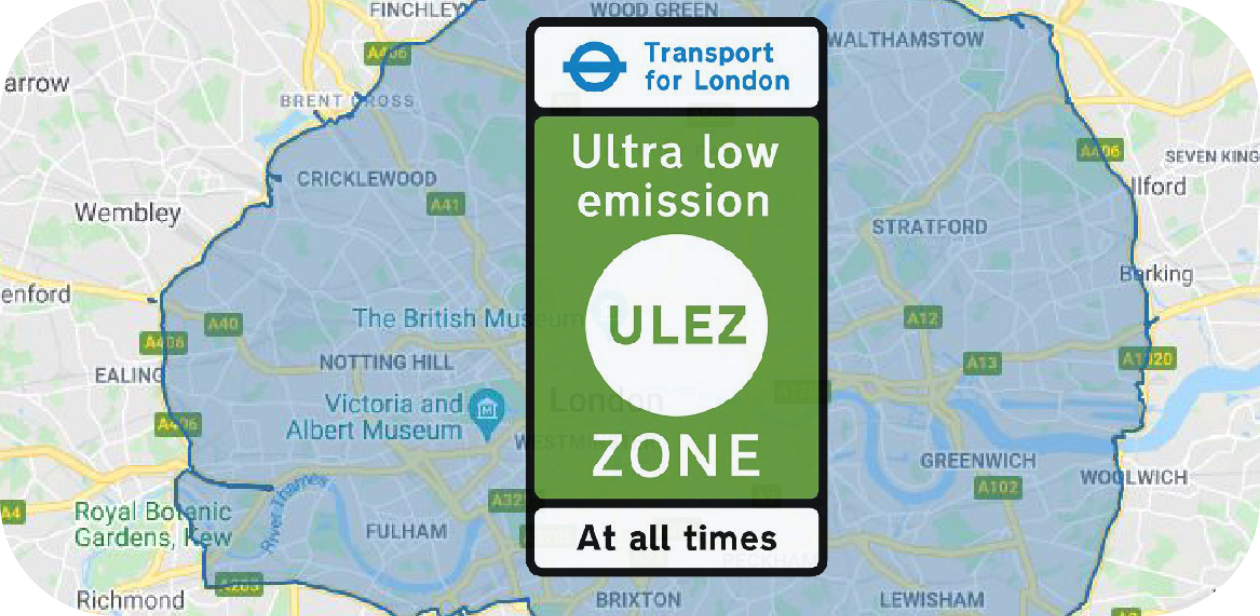 FINCHLEY
WOOD GREEN
A406
Transport
for London
WALTHAMSTOW
arrow
BRENT CROSS
Ultra low
emission
A406
SEVEN KING
Ilford
CRICKLEWOOD
A41
Wembley
STRATFORD
Barking
enford
The British Museum
ULEZ
A40
A12
A406
NOTTING HILL
A13
A1020
EALING
Victoria and
Albert Museum
London
A406
ZONE
GREENWICH
WOOLWICH
A102
River Thames
A4
Royal Botanic
Gardens, Kew
FULHAM
At all times
PECKHAM
A205
Richmond
BRIXTON
LEWISHAM